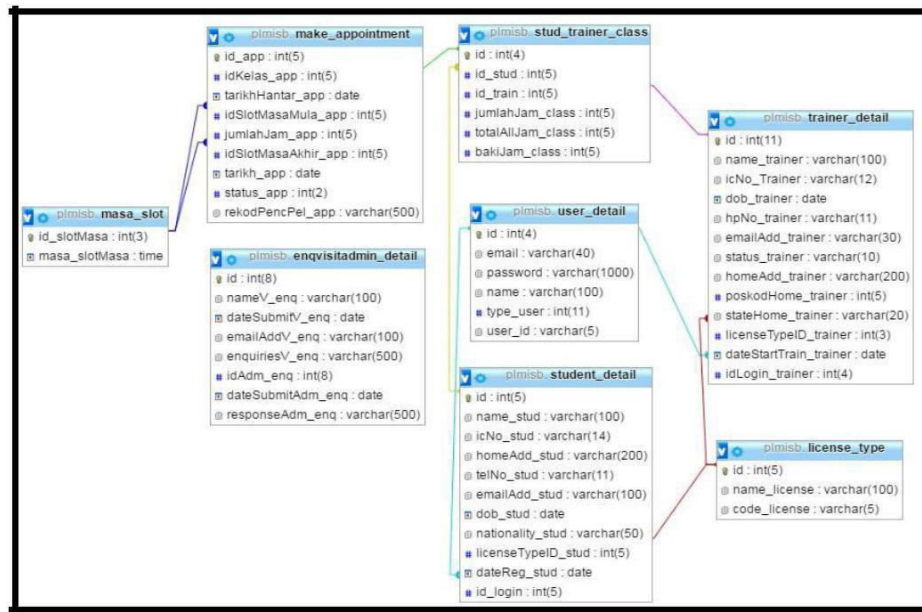 plmisb. make_appointment
id_app : int(5)
idKelas_app : int(5)
tarikhHantar_app : date
idSlotMasaMula_app : int(5)
jumlahJam_app : int(5)
idSlotMasaAkhir_app : int(5)
tarikh_app : date
status_app : int(2)
rekodPencPel_app : varchar(500)
plmisb. stud_trainer_class
id : int(4)
id_stud : int(5)
id_train : int(5)
jumlahJam_class : int(5)
totalAllJam_class : int(5)
bakiJam_class : int(5)
plmisb. trainer_detail
id : int(11)
name_trainer : varchar(100)
icNo_Trainer : varchar(12)
dob_trainer : date
hpNo_trainer : varchar(11)
emailAdd_trainer : varchar(30)
status_trainer : varchar(10)
homeAdd_trainer : varchar(200)
poskodHome_trainer : int(5)
stateHome_trainer : varchar(20)
licenseTypeID_trainer : int(3)
dateStartTrain_trainer : date
idLogin_trainer : int(4)
plmisb. masa_slot
id_slotMasa : int(3)
masa_slotMasa : time
plmisb. user_detail
id : int(4)
email : varchar(40)
password : varchar(1000)
name : varchar(100)
type_user : int(11)
user_id : varchar(5)
plmisb. enqvisitadmin_detail
id : int(8)
nameV_enq : varchar(100)
dateSubmitV_enq : date
emailAddV_enq : varchar(100)
enquiriesV_enq : varchar(500)
idAdm_enq : int(8)
dateSubmitAdm_enq : date
responseAdm_enq : varchar(500)
plmisb. student_detail
id : int(5)
name_stud : varchar(100)
icNo_stud : varchar(14)
homeAdd_stud : varchar(200)
telNo_stud : varchar(11)
emailAdd_stud : varchar(100)
dob_stud : date
nationality_stud : varchar(50)
licenseTypeID_stud : int(5)
dateReg_stud : date
id_login : int(5)
plmisb. license_type
id : int(5)
name_license : varchar(100)
code_license : varchar(5)